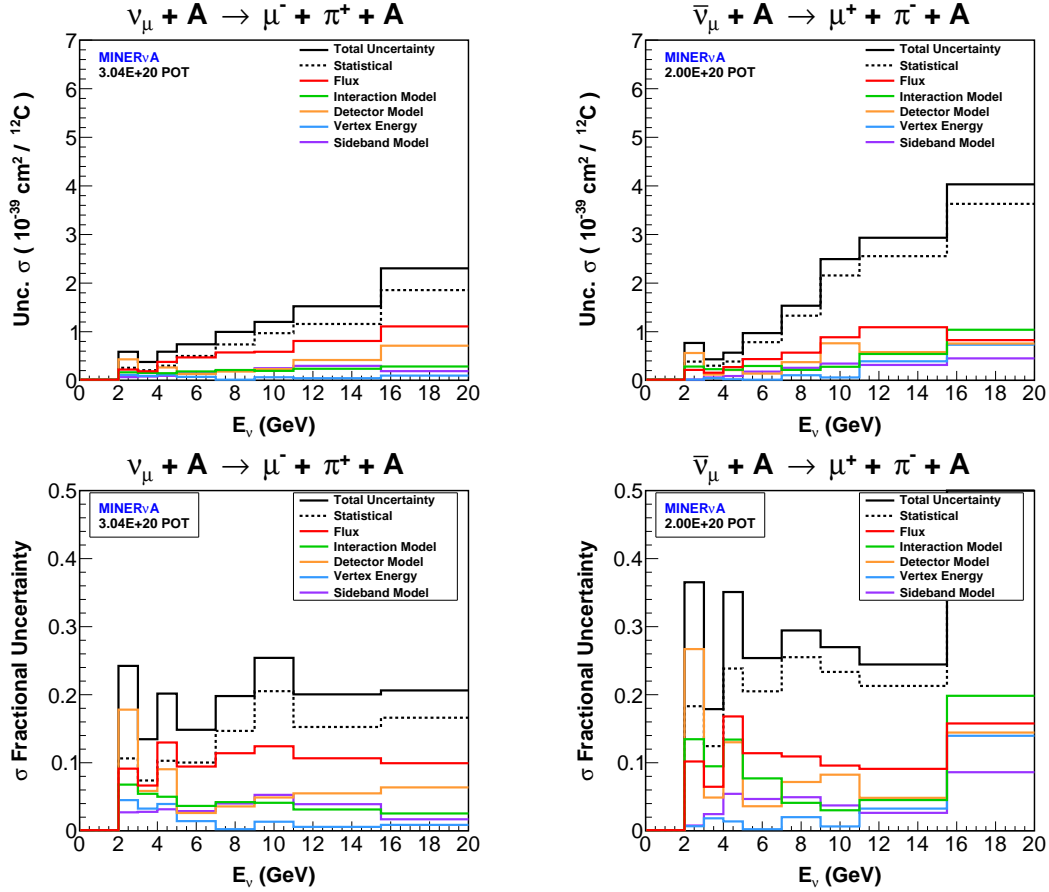 ν_μ + A → μ⁻ + π⁺ + A
MINERνA
3.04E+20 POT
Total Uncertainty
Statistical
Flux
Interaction Model
Detector Model
Vertex Energy
Sideband Model
Unc. σ ( 10⁻³⁹ cm² / ¹²C )
7
6
5
4
3
2
1
0
0 2 4 6 8 10 12 14 16 18 20
E_ν (GeV)
ν̅_μ + A → μ⁺ + π⁻ + A
MINERνA
2.00E+20 POT
Total Uncertainty
Statistical
Flux
Interaction Model
Detector Model
Vertex Energy
Sideband Model
Unc. σ ( 10⁻³⁹ cm² / ¹²C )
7
6
5
4
3
2
1
0
0 2 4 6 8 10 12 14 16 18 20
E_ν (GeV)
ν_μ + A → μ⁻ + π⁺ + A
MINERνA
3.04E+20 POT
Total Uncertainty
Statistical
Flux
Interaction Model
Detector Model
Vertex Energy
Sideband Model
σ Fractional Uncertainty
0.5
0.4
0.3
0.2
0.1
0
0 2 4 6 8 10 12 14 16 18 20
E_ν (GeV)
ν̅_μ + A → μ⁺ + π⁻ + A
MINERνA
2.00E+20 POT
Total Uncertainty
Statistical
Flux
Interaction Model
Detector Model
Vertex Energy
Sideband Model
σ Fractional Uncertainty
0.5
0.4
0.3
0.2
0.1
0
0 2 4 6 8 10 12 14 16 18 20
E_ν (GeV)